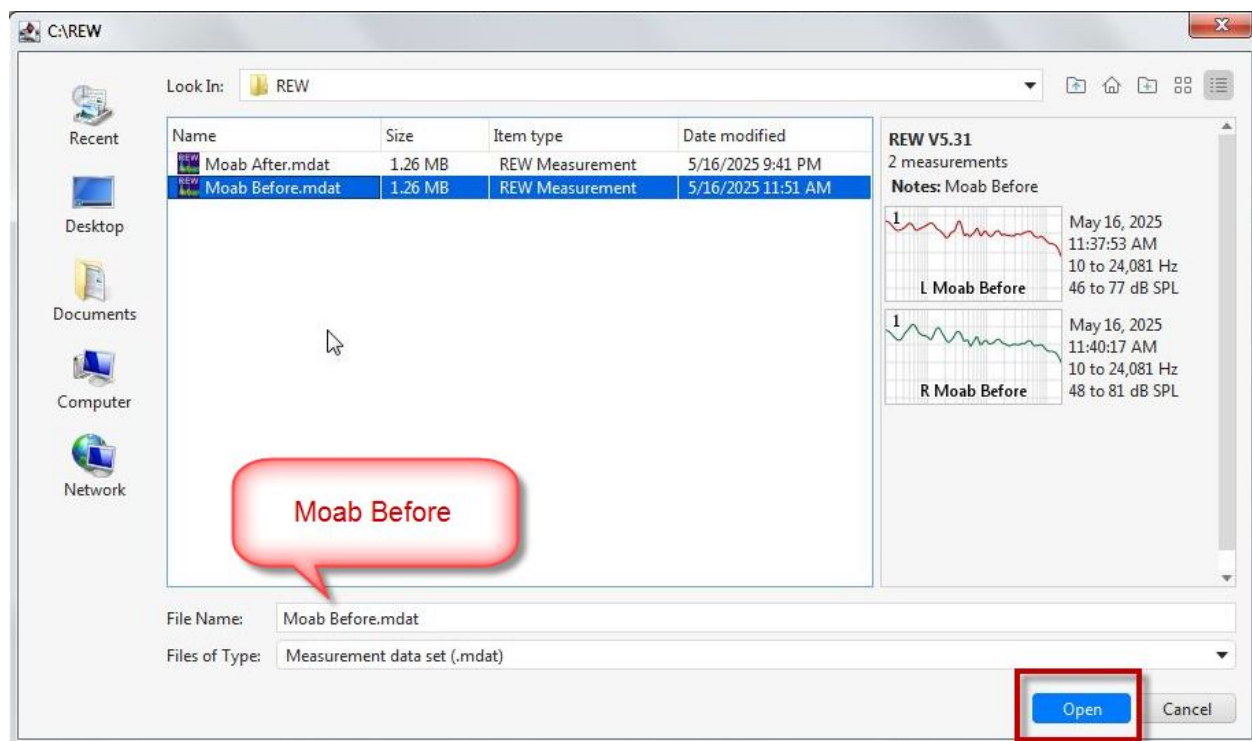 C:\REW
Look In: REW
Recent
Desktop
Documents
Computer
Network
Name Size Item type Date modified
Moab After.mdat 1.26 MB REW Measurement 5/16/2025 9:41 PM
Moab Before.mdat 1.26 MB REW Measurement 5/16/2025 11:51 AM
REW V5.31
2 measurements
Notes: Moab Before
1
L Moab Before
May 16, 2025
11:37:53 AM
10 to 24,081 Hz
46 to 77 dB SPL
1
R Moab Before
May 16, 2025
11:40:17 AM
10 to 24,081 Hz
48 to 81 dB SPL
Moab Before
File Name: Moab Before.mdat
Files of Type: Measurement data set (.mdat)
Open Cancel